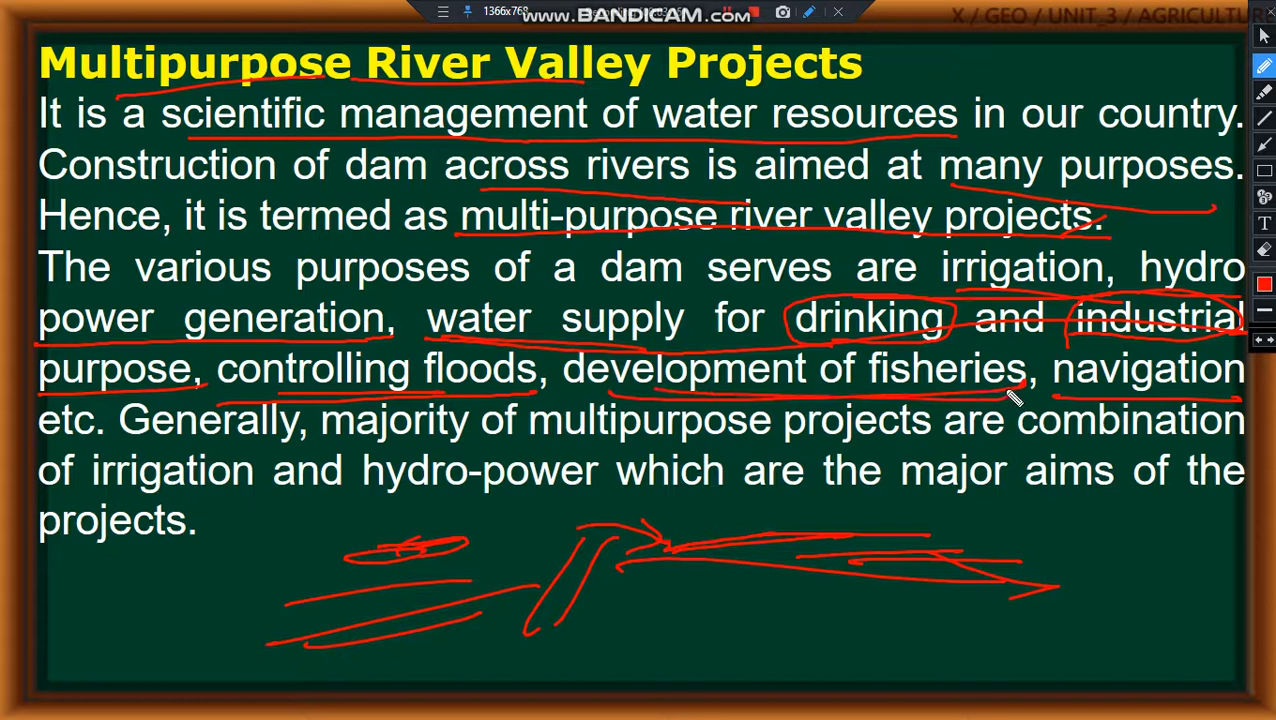 1366x768
www.BANDICAM.com
X / GEO / UNIT_3 / AGRICULTURE
Multipurpose River Valley Projects
It is a scientific management of water resources in our country.
Construction of dam across rivers is aimed at many purposes.
Hence, it is termed as multi-purpose river valley projects.
The various purposes of a dam serves are irrigation, hydro
power generation, water supply for drinking and industrial
purpose, controlling floods, development of fisheries, navigation
etc. Generally, majority of multipurpose projects are combination
of irrigation and hydro-power which are the major aims of the
projects.